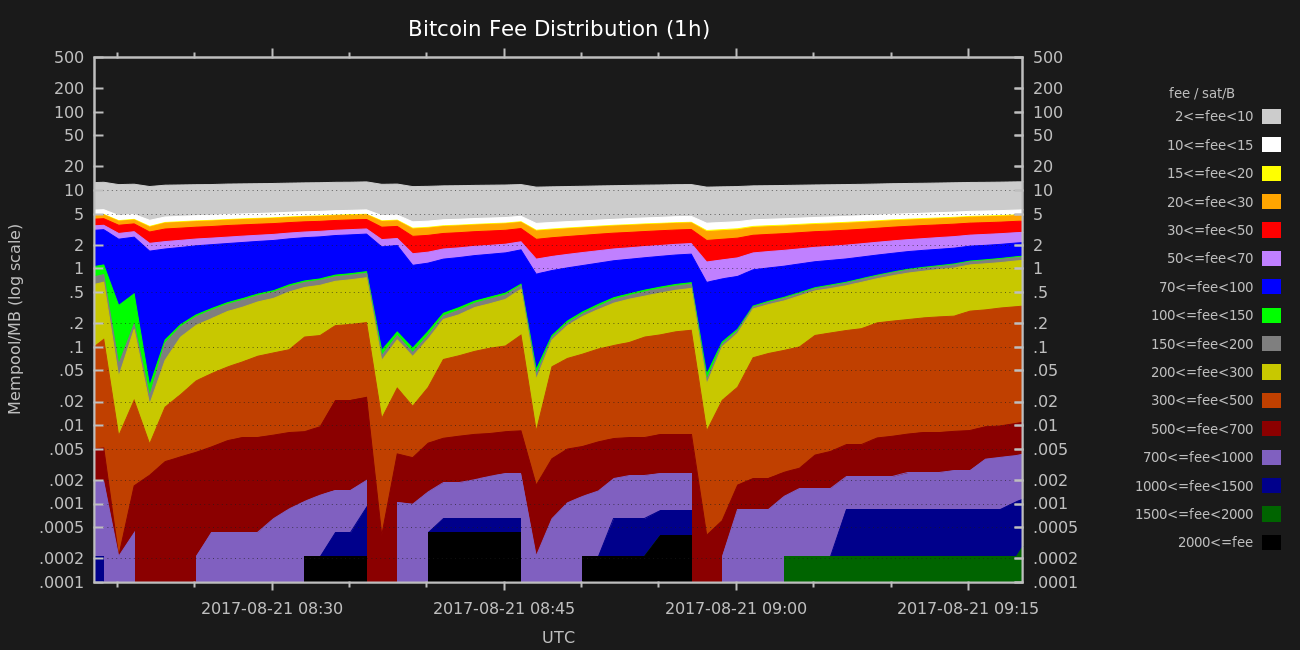 Bitcoin Fee Distribution (1h)
Mempool/MB (log scale)
500
200
100
50
20
10
5
2
1
.5
.2
.1
.05
.02
.01
.005
.002
.001
.0005
.0002
.0001
500
200
100
50
20
10
5
2
1
.5
.2
.1
.05
.02
.01
.005
.002
.001
.0005
.0002
.0001
fee / sat/B
2<=fee<10
10<=fee<15
15<=fee<20
20<=fee<30
30<=fee<50
50<=fee<70
70<=fee<100
100<=fee<150
150<=fee<200
200<=fee<300
300<=fee<500
500<=fee<700
700<=fee<1000
1000<=fee<1500
1500<=fee<2000
2000<=fee
2017-08-21 08:30 2017-08-21 08:45 2017-08-21 09:00 2017-08-21 09:15
UTC